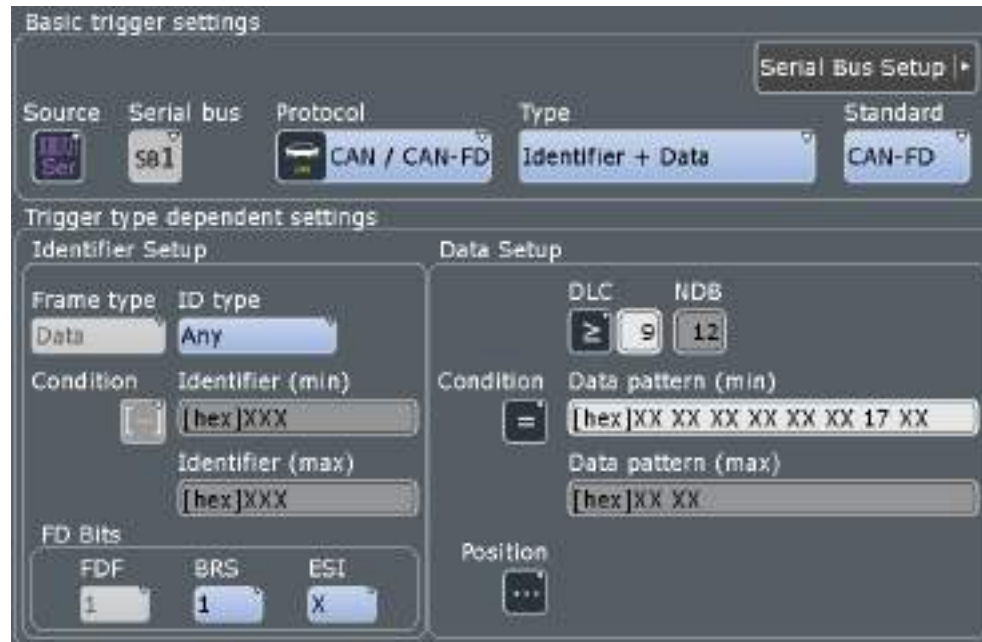 Basic trigger settings
Serial Bus Setup
Source Serial bus Protocol Type Standard
Ser SB1 CAN / CAN-FD Identifier + Data CAN-FD
Trigger type dependent settings
Identifier Setup Data Setup
DLC NDB
Frame type ID type
≥ 9 12
Data Any
Condition Identifier (min) Condition Data pattern (min)
= [hex]XXX = [hex]XX XX XX XX XX XX 17 XX
Identifier (max) Data pattern (max)
[hex]XXX [hex]XX XX
FD Bits
Position
FDF BRS ESI
1 1 X ...